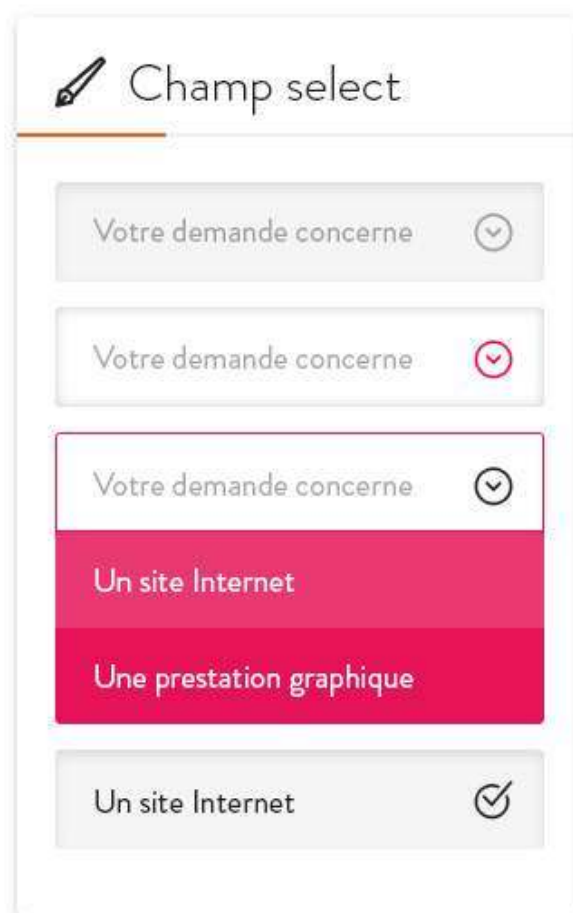 Champ select
Votre demande concerne
Votre demande concerne
Votre demande concerne
Un site Internet
Une prestation graphique
Un site Internet